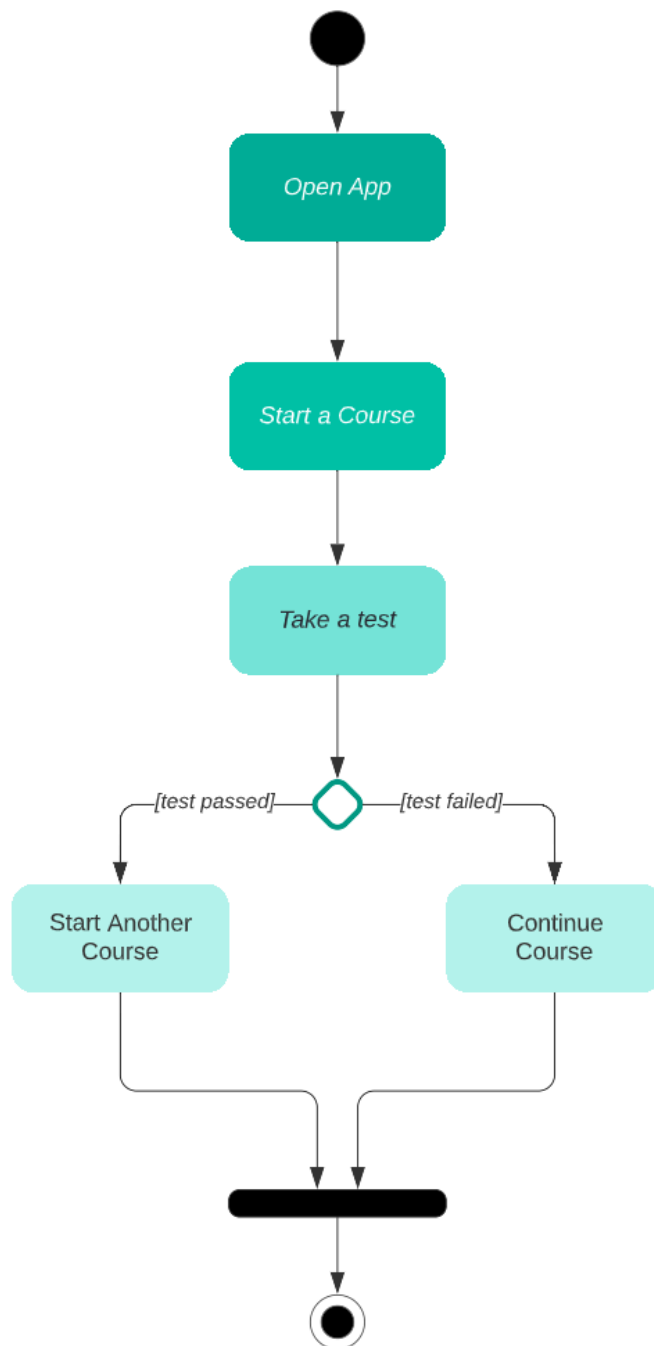 Open App
Start a Course
Take a test
[test passed]
[test failed]
Start Another
Course
Continue
Course